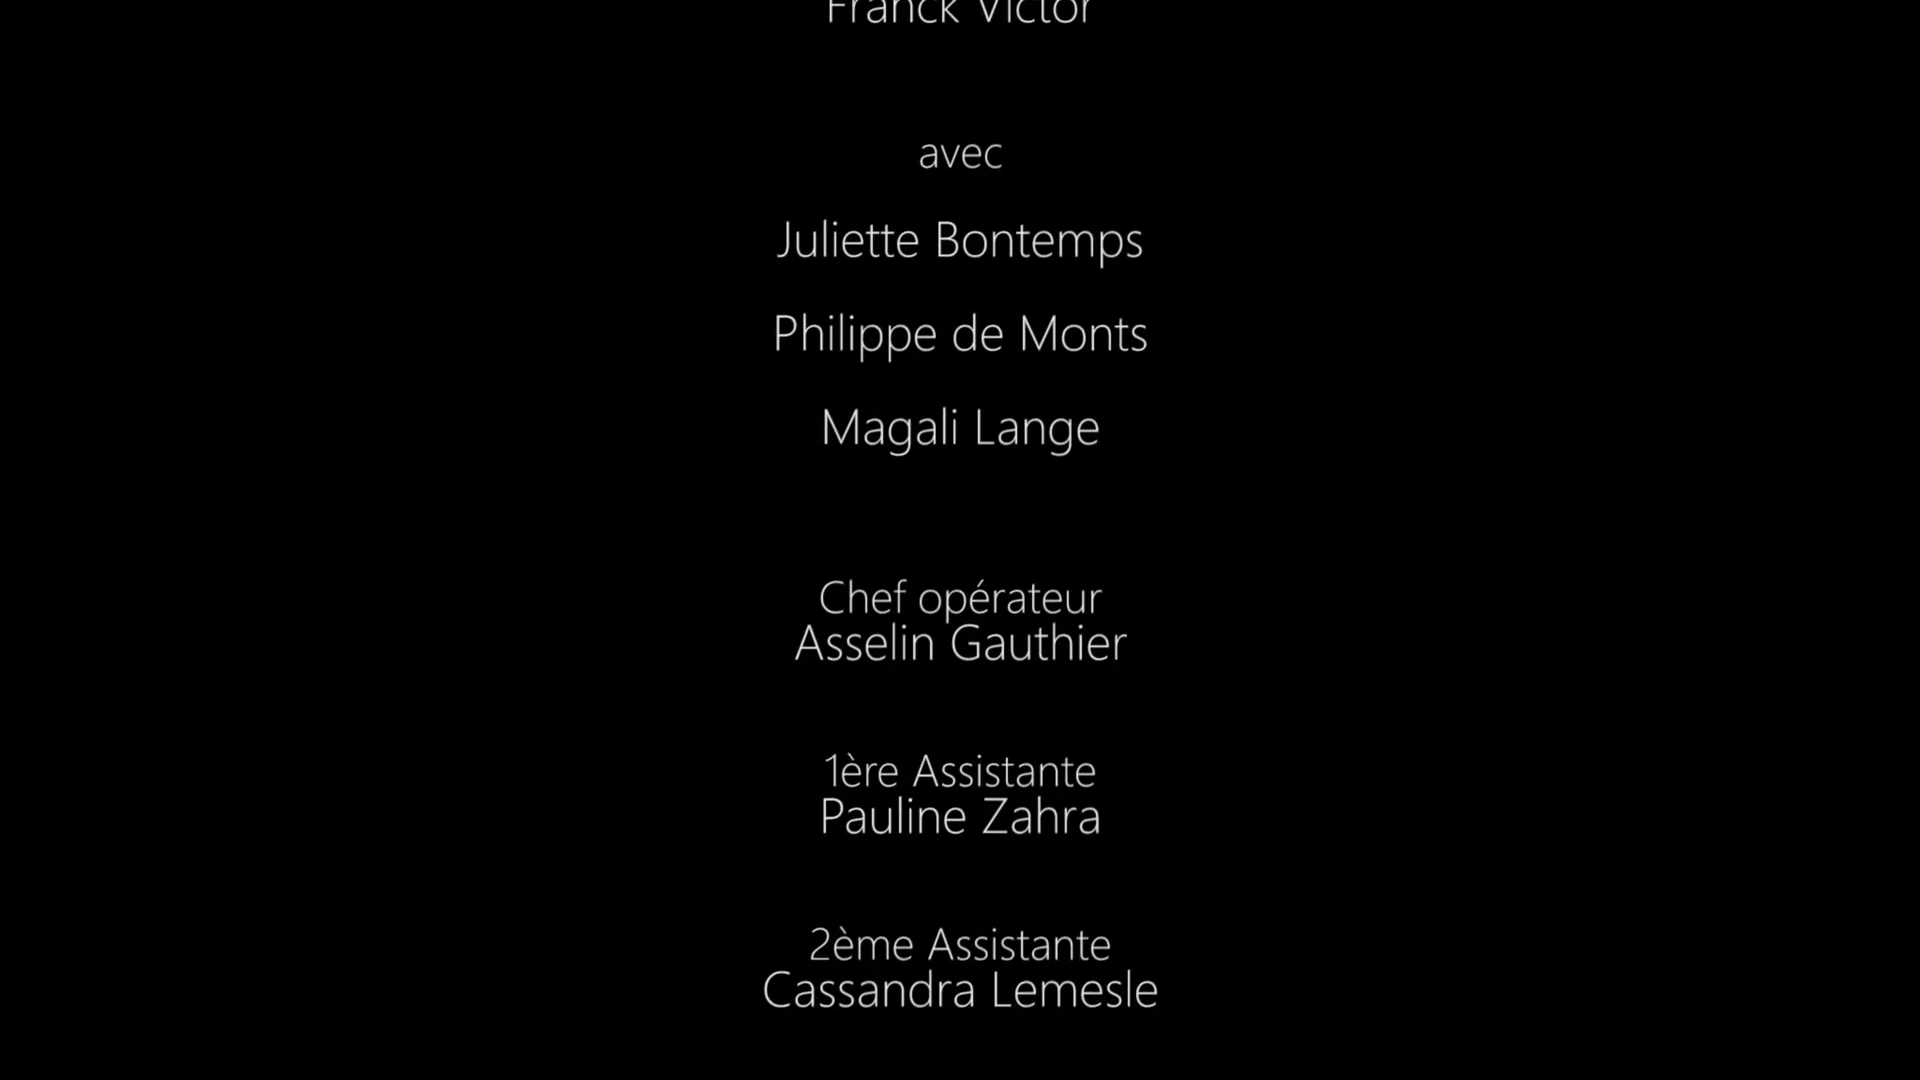 Franck Victor
avec
Juliette Bontemps
Philippe de Monts
Magali Lange
Chef opérateur
Asselin Gauthier
1ère Assistante
Pauline Zahra
2ème Assistante
Cassandra Lemesle